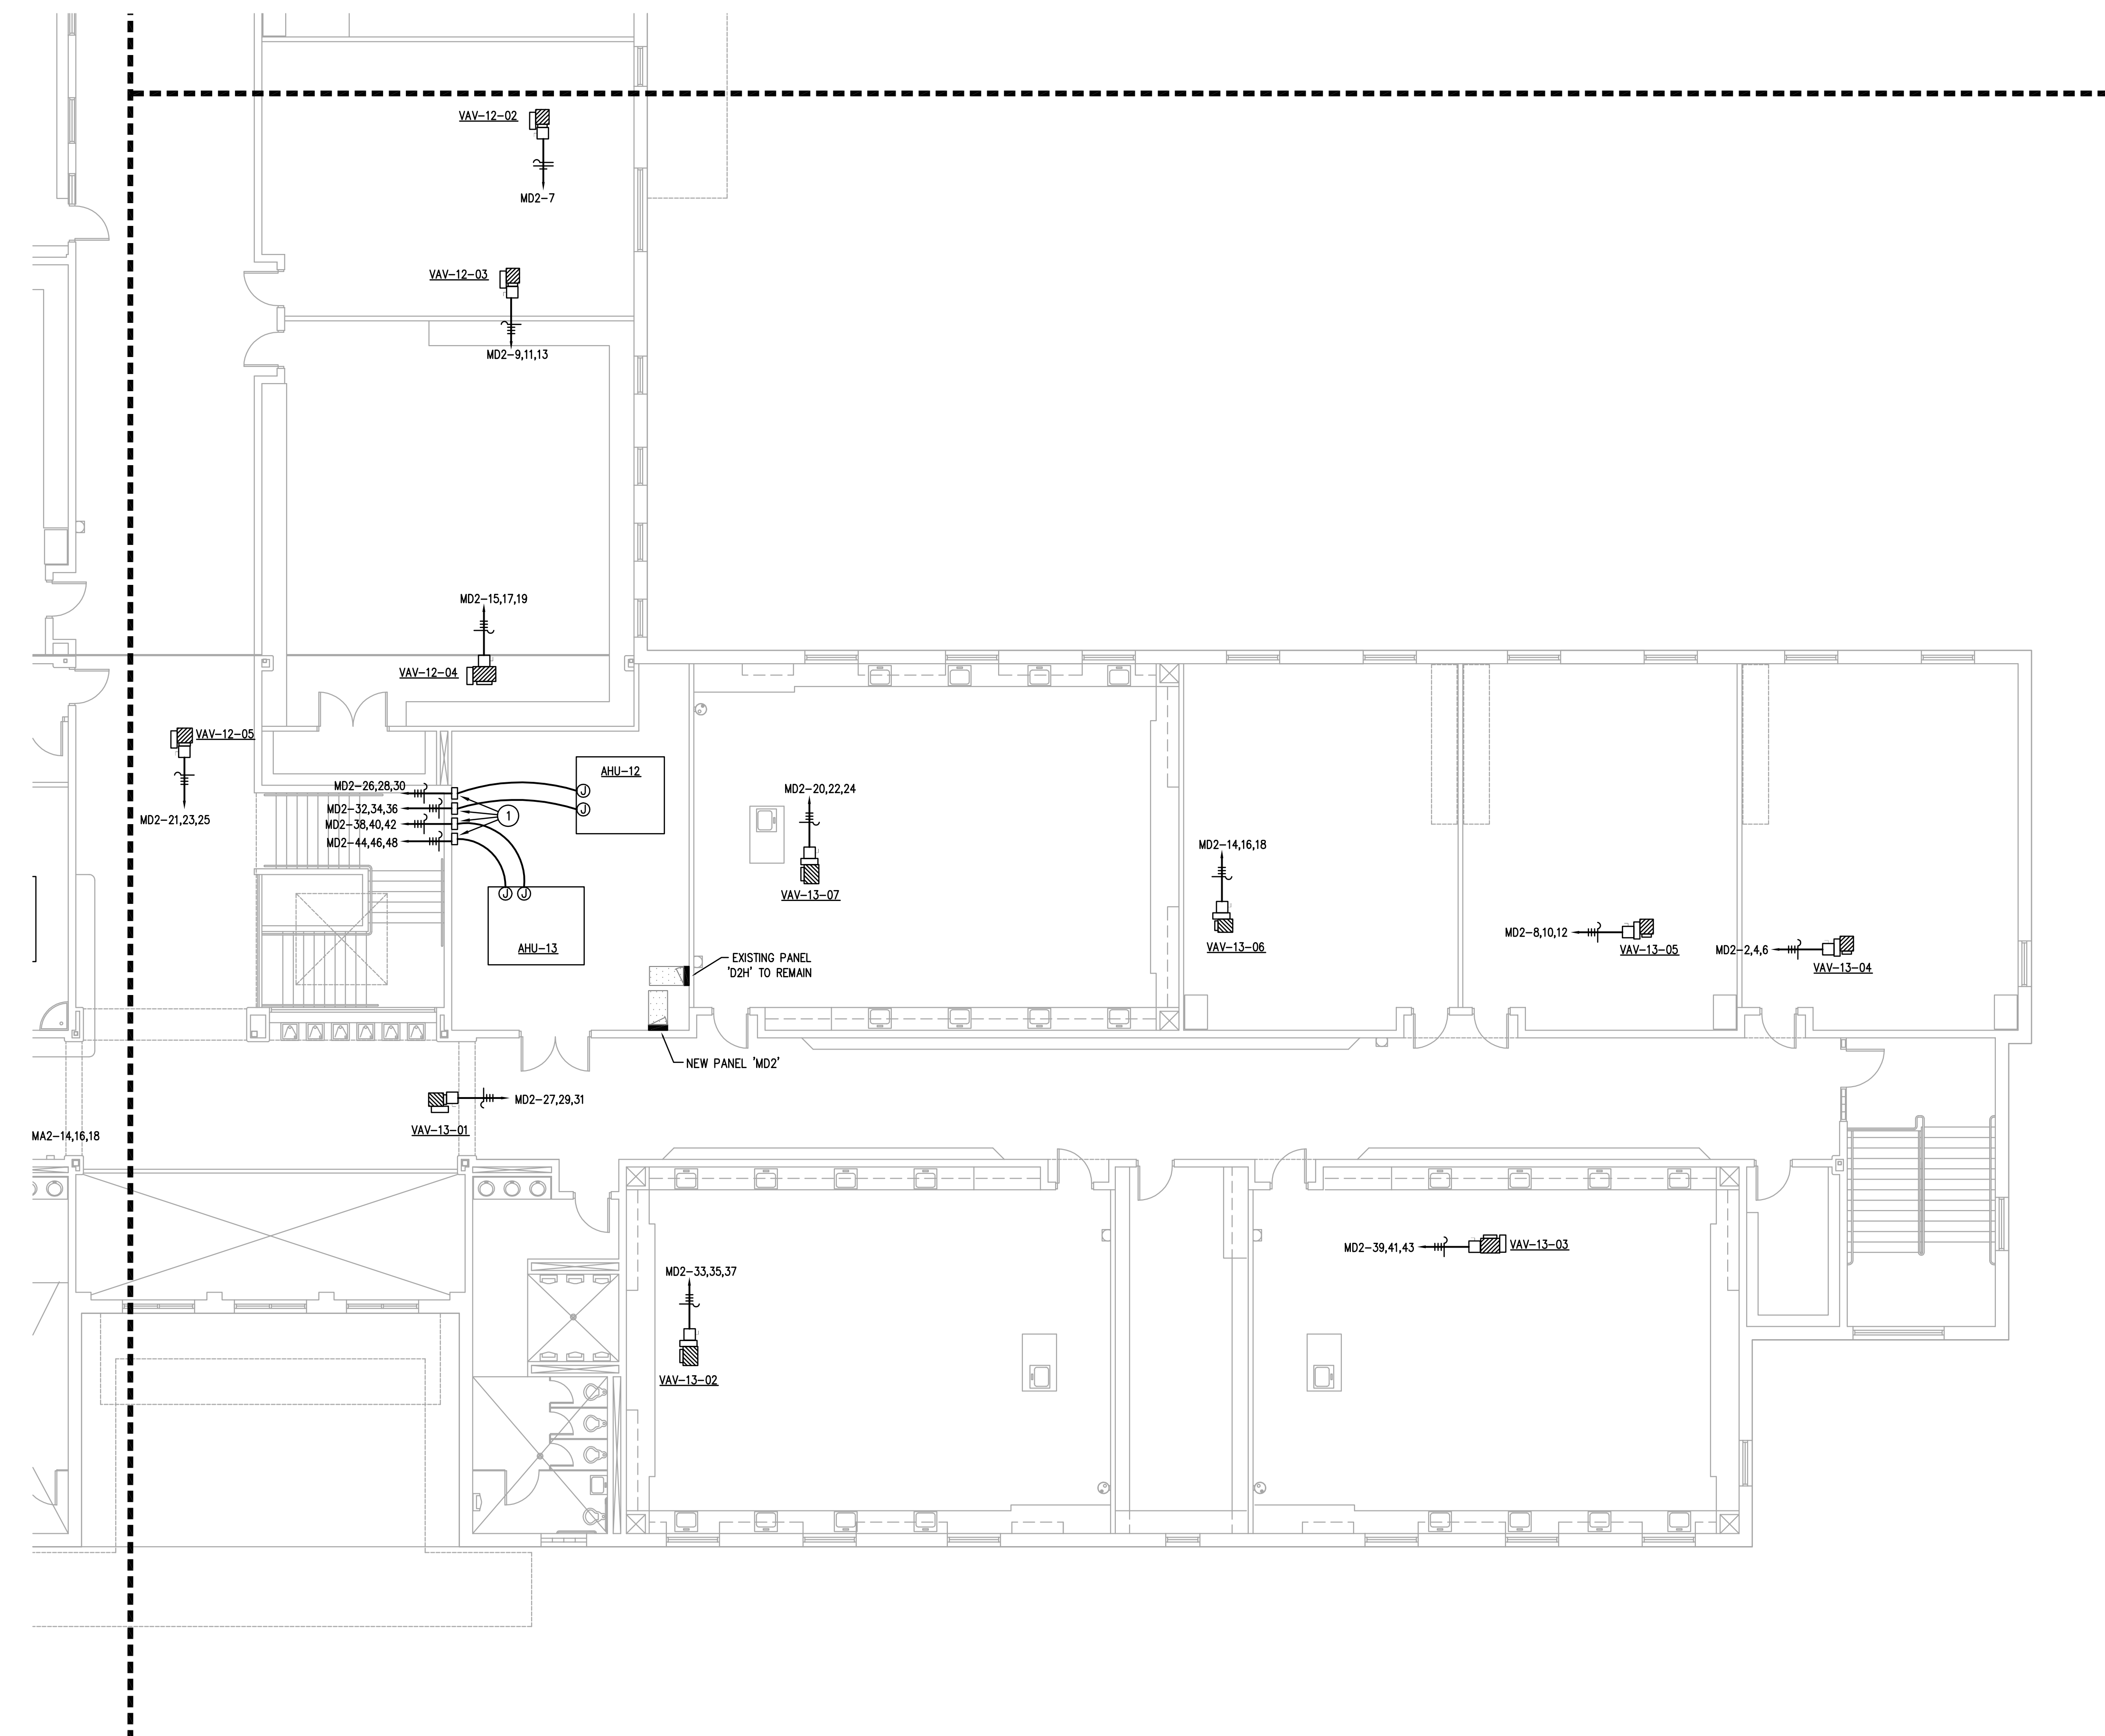 VAV-12-02
MD2-7
VAV-12-03
MD2-9,11,13
MD2-15,17,19
VAV-12-04
VAV-12-05
MD2-21,23,25
AHU-12
J
J
MD2-26,28,30
MD2-32,34,36
MD2-38,40,42
MD2-44,46,48
1
J
J
AHU-13
MD2-20,22,24
VAV-13-07
MD2-14,16,18
VAV-13-06
MD2-8,10,12
VAV-13-05
MD2-2,4,6
VAV-13-04
EXISTING PANEL
'D2H' TO REMAIN
NEW PANEL 'MD2'
MD2-27,29,31
VAV-13-01
MA2-14,16,18
MD2-39,41,43
VAV-13-03
MD2-33,35,37
VAV-13-02